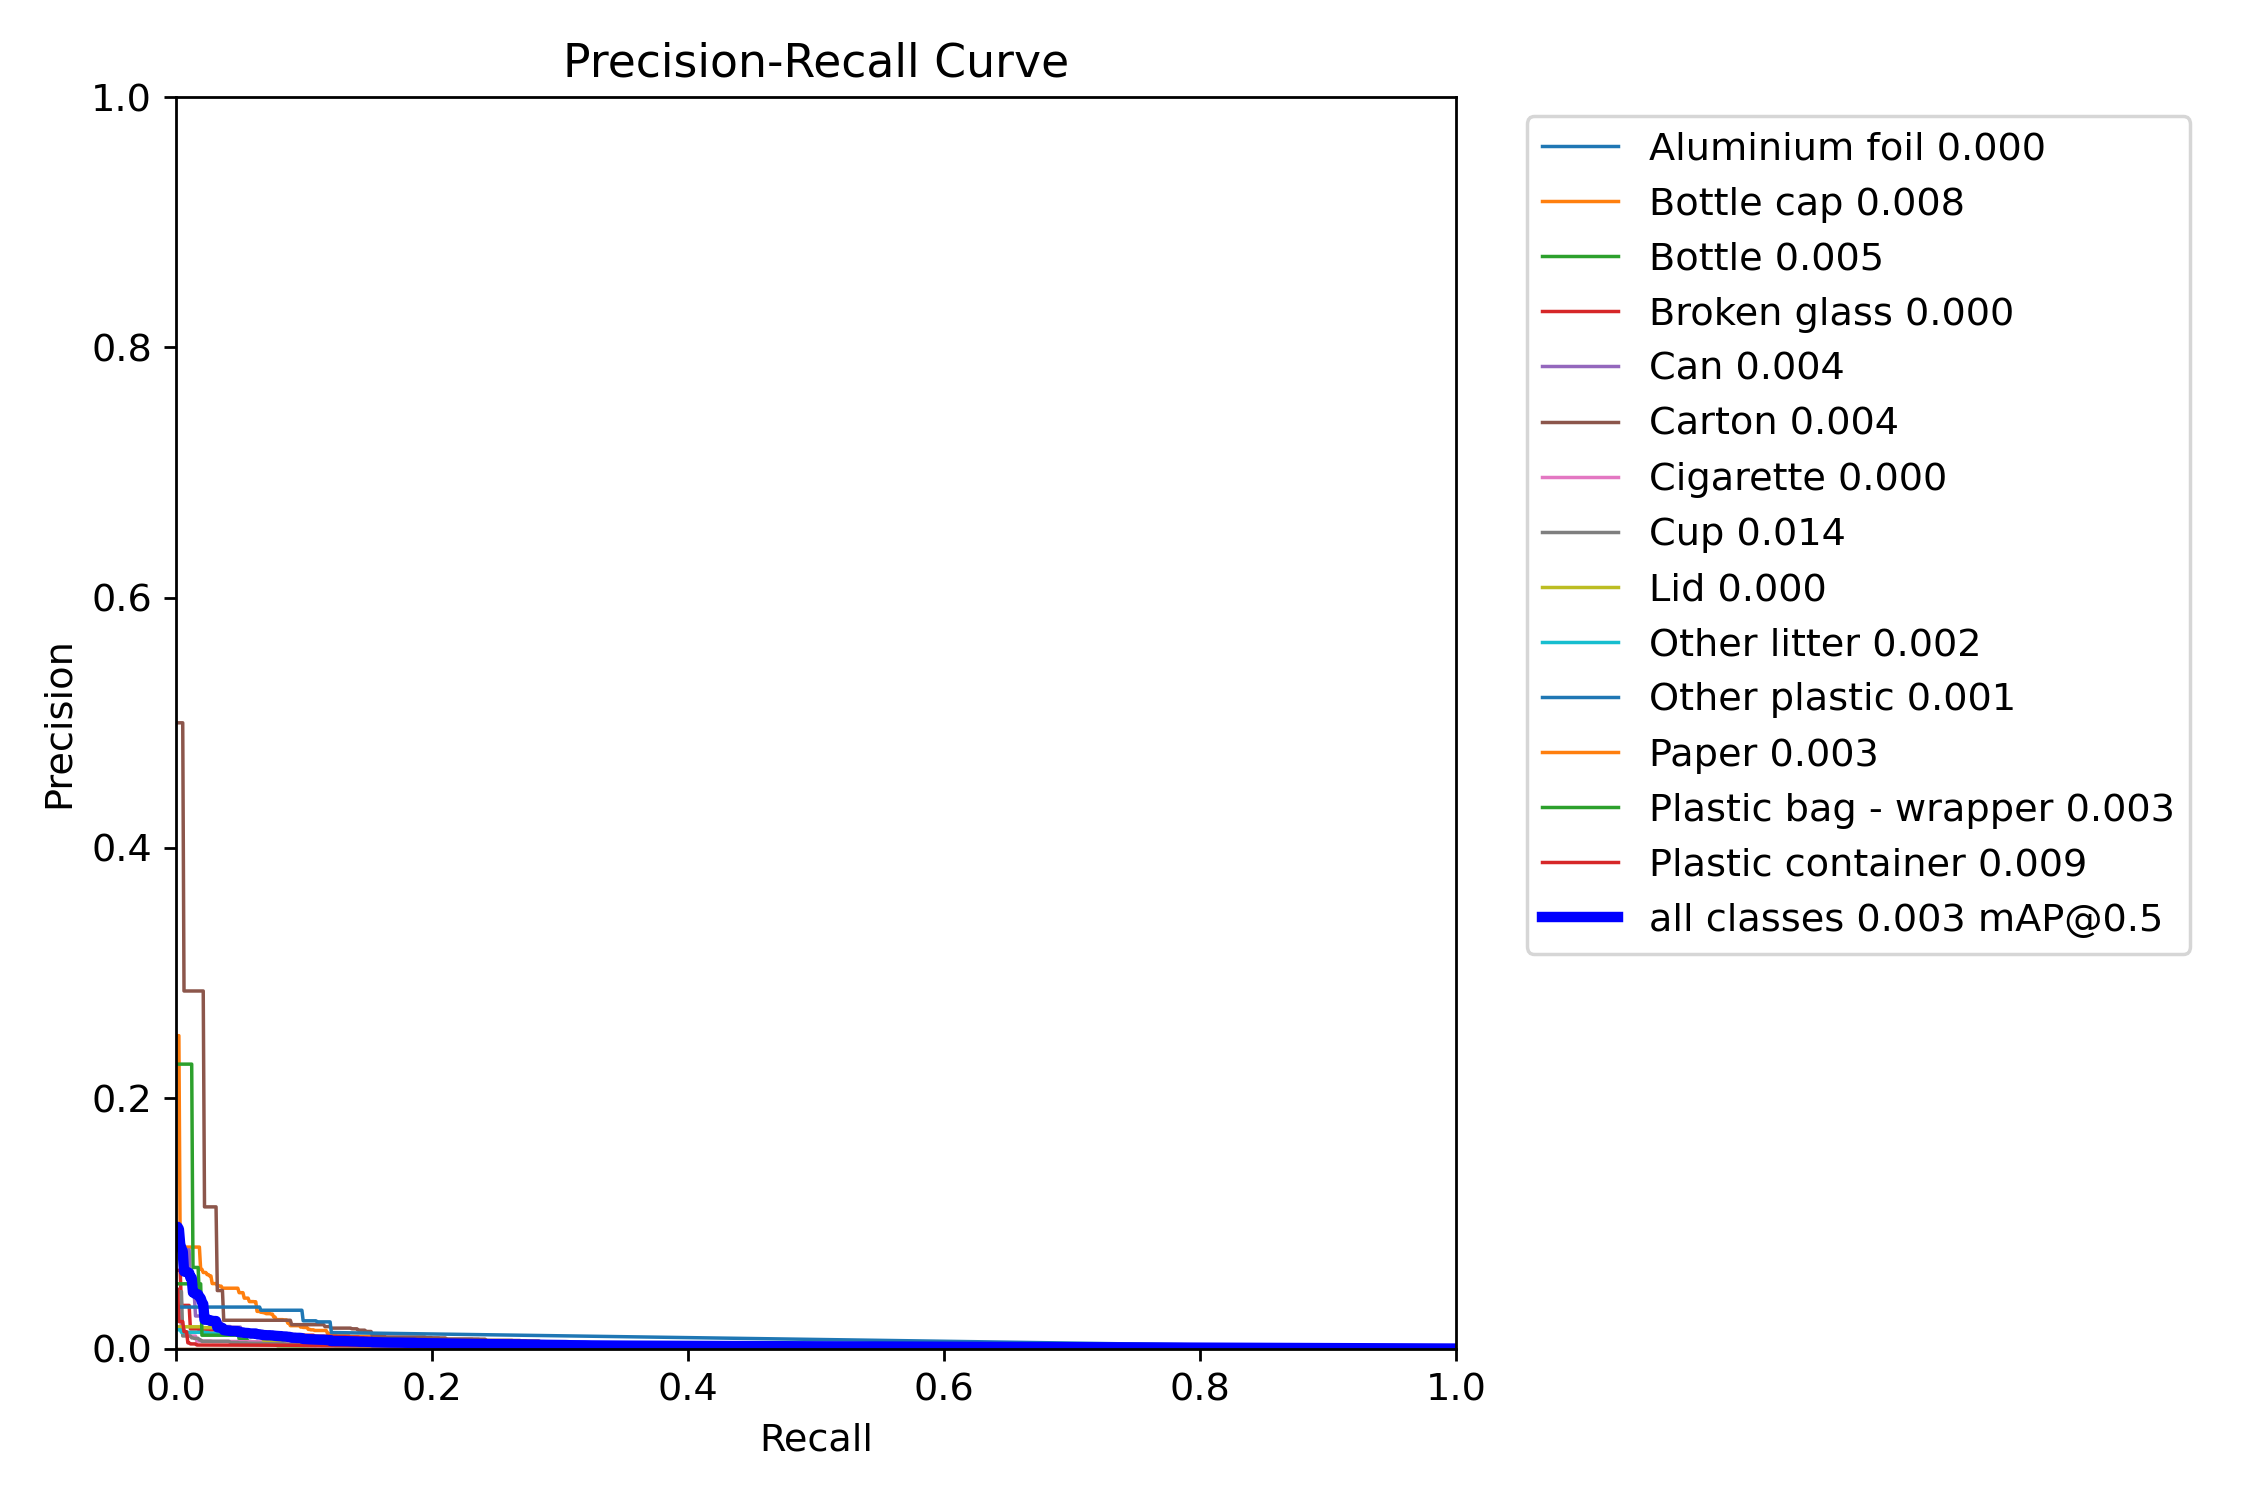 Precision-Recall Curve
1.0
0.8
0.6
0.4
0.2
0.0
Precision
0.0 0.2 0.4 0.6 0.8 1.0
Recall
Aluminium foil 0.000
Bottle cap 0.008
Bottle 0.005
Broken glass 0.000
Can 0.004
Carton 0.004
Cigarette 0.000
Cup 0.014
Lid 0.000
Other litter 0.002
Other plastic 0.001
Paper 0.003
Plastic bag - wrapper 0.003
Plastic container 0.009
all classes 0.003 mAP@0.5